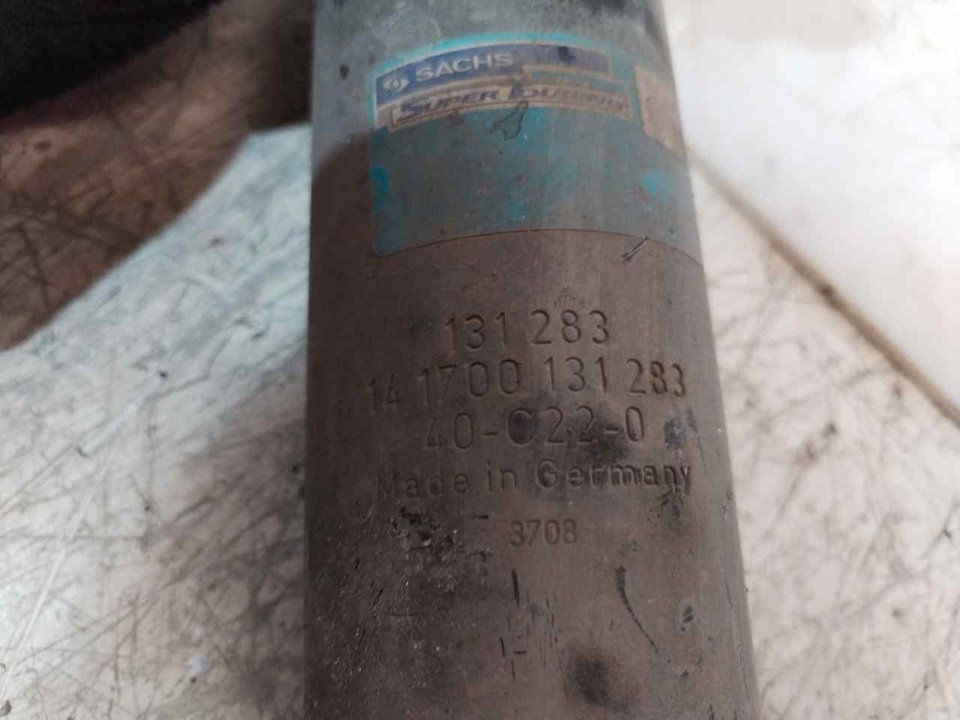 SACHS
SUPER TOURING
131 283
14 1700 131 283
40-C22-0
Made in Germany
3708